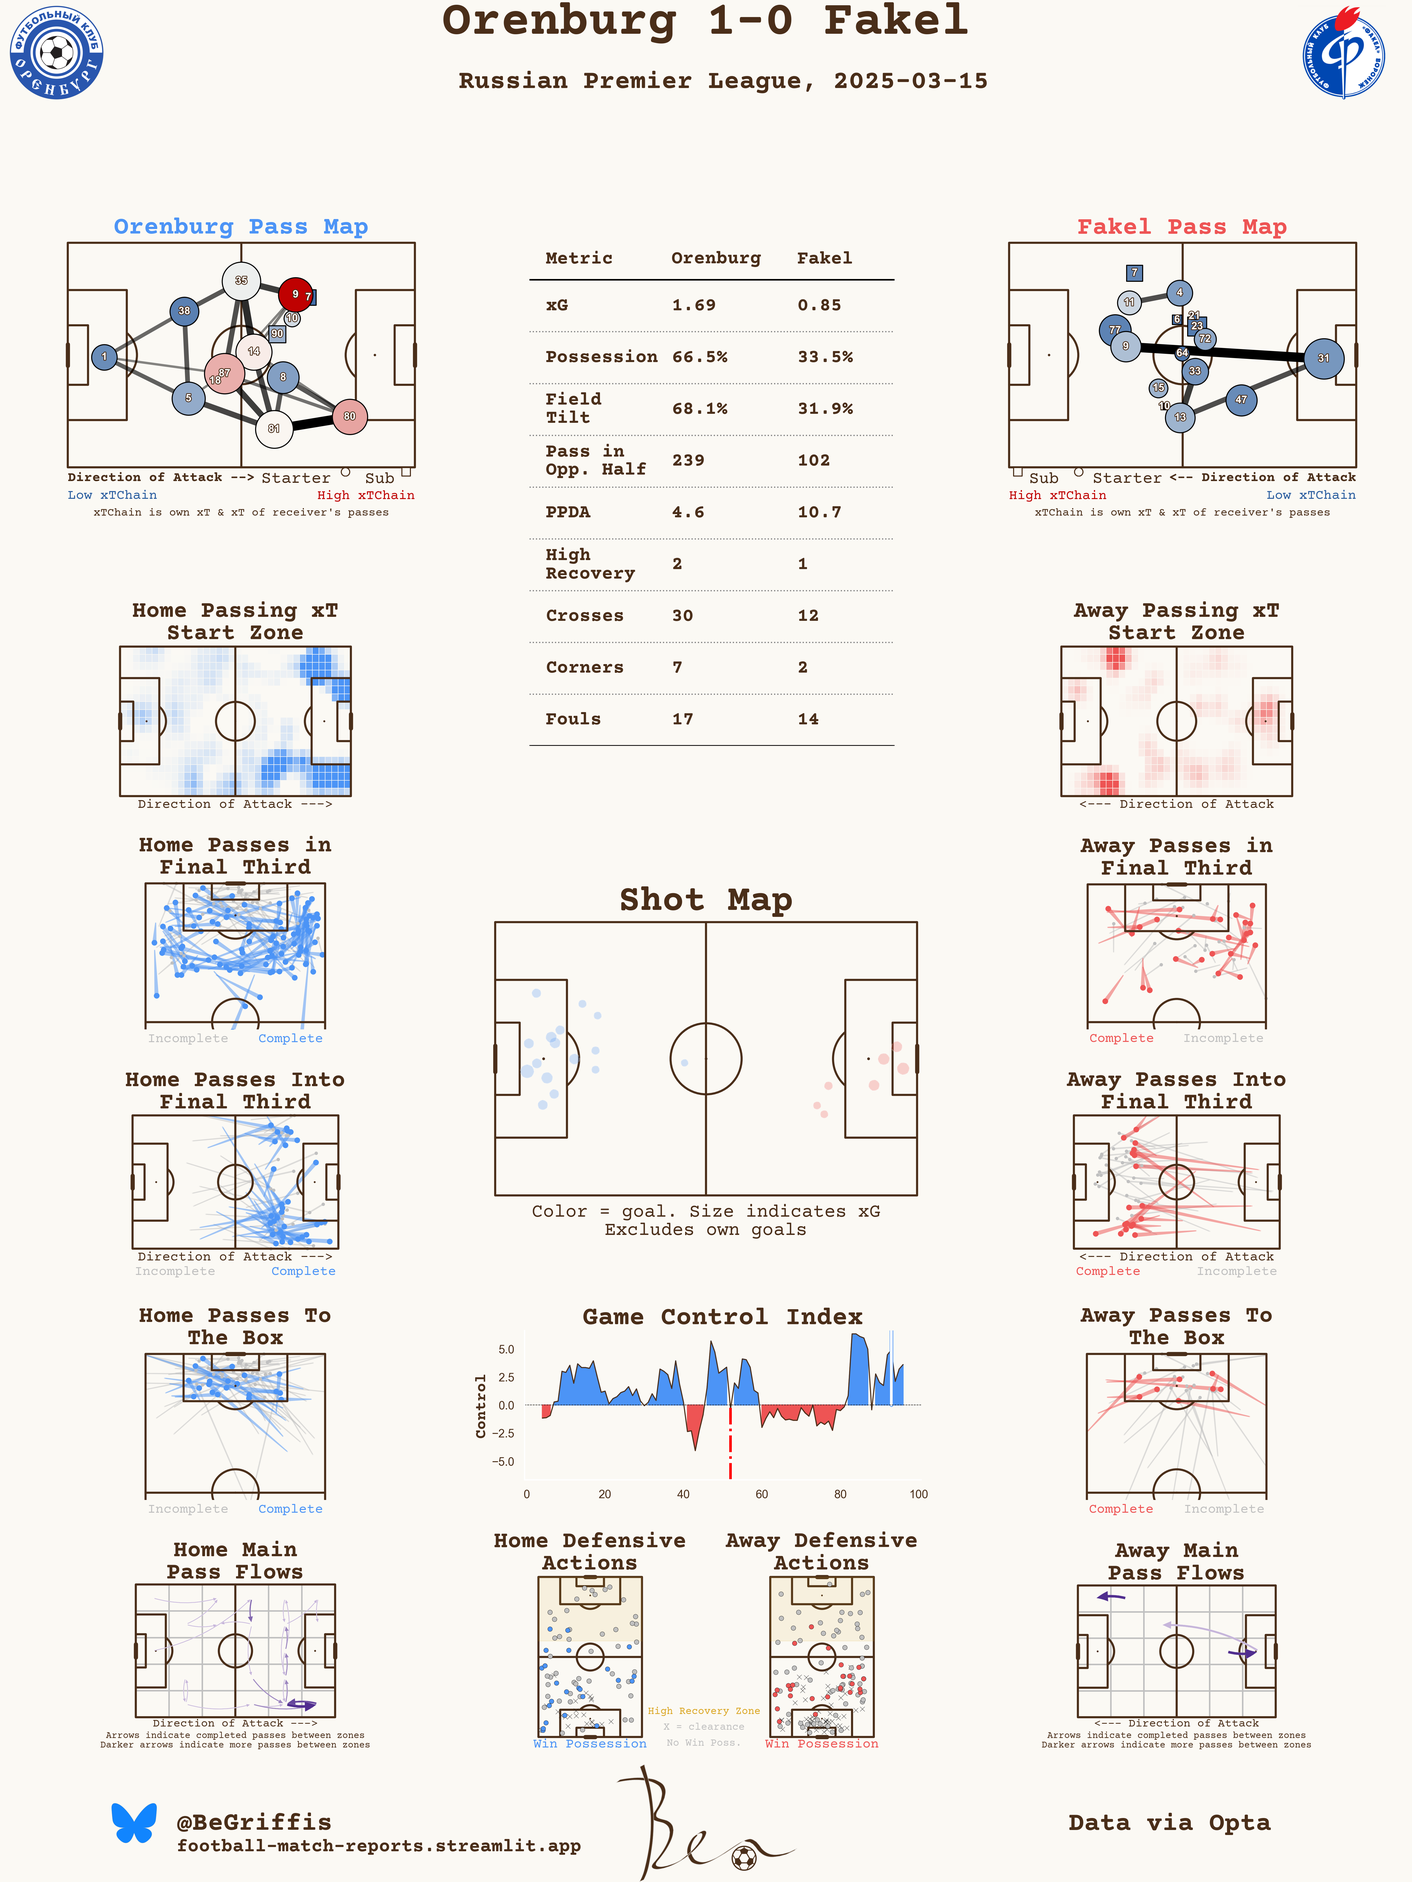 Orenburg 1-0 Fakel
Russian Premier League, 2025-03-15
ФУТБОЛЬНЫЙ КЛУБ
ОРЕНБУРГ
ФУТБОЛЬНЫЙ КЛУБ «ФАКЕЛ» ВОРОНЕЖ
Orenburg Pass Map
35
9
7
38
10
90
14
1
87
18
8
5
80
81
Direction of Attack --> Starter Sub
Low xTChain High xTChain
xTChain is own xT & xT of receiver's passes
Metric Orenburg Fakel
xG 1.69 0.85
Possession 66.5% 33.5%
Field
Tilt 68.1% 31.9%
Pass in
Opp. Half 239 102
PPDA 4.6 10.7
High
Recovery 2 1
Crosses 30 12
Corners 7 2
Fouls 17 14
Fakel Pass Map
7
4
11
6
21
23
77
72
9
64
31
33
15
47
10
13
Sub Starter <-- Direction of Attack
High xTChain Low xTChain
xTChain is own xT & xT of receiver's passes
Home Passing xT
Start Zone
Direction of Attack --->
Away Passing xT
Start Zone
<--- Direction of Attack
Home Passes in
Final Third
Incomplete Complete
Away Passes in
Final Third
Complete Incomplete
Shot Map
Color = goal. Size indicates xG
Excludes own goals
Home Passes Into
Final Third
Direction of Attack --->
Incomplete Complete
Away Passes Into
Final Third
<--- Direction of Attack
Complete Incomplete
Home Passes To
The Box
Incomplete Complete
Game Control Index
Control
5.0
2.5
0.0
−2.5
−5.0
0 20 40 60 80 100
Away Passes To
The Box
Complete Incomplete
Home Main
Pass Flows
Direction of Attack --->
Arrows indicate completed passes between zones
Darker arrows indicate more passes between zones
Home Defensive
Actions
Win Possession
High Recovery Zone
X = clearance
No Win Poss.
Away Defensive
Actions
Win Possession
Away Main
Pass Flows
<--- Direction of Attack
Arrows indicate completed passes between zones
Darker arrows indicate more passes between zones
@BeGriffis
football-match-reports.streamlit.app
Ben
Data via Opta